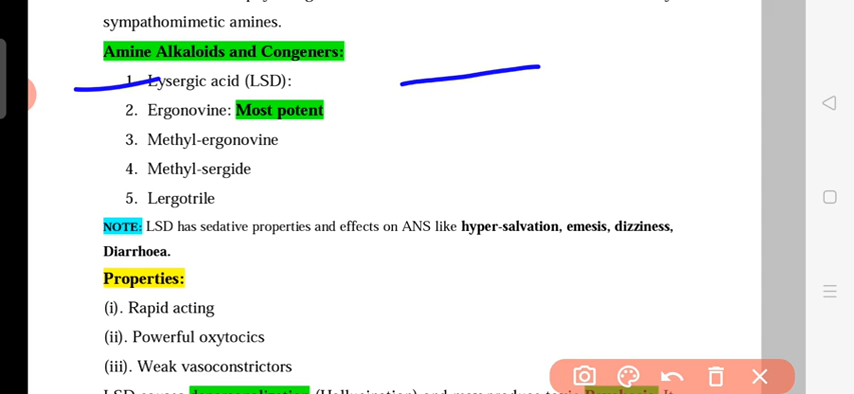 sympathomimetic amines.
Amine Alkaloids and Congeners:
1. Lysergic acid (LSD):
2. Ergonovine: Most potent
3. Methyl-ergonovine
4. Methyl-sergide
5. Lergotrile
NOTE: LSD has sedative properties and effects on ANS like hyper-salvation, emesis, dizziness,
Diarrhoea.
Properties:
(i). Rapid acting
(ii). Powerful oxytocics
(iii). Weak vasoconstrictors